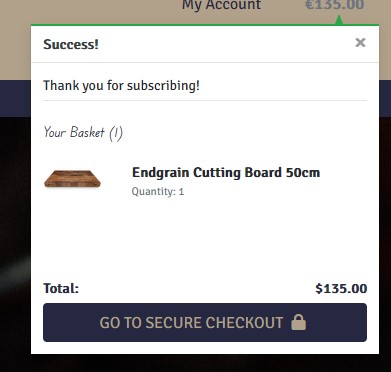 My Account €135.00
Success! ×
Thank you for subscribing!
Your Basket (1)
Endgrain Cutting Board 50cm
Quantity: 1
Total: $135.00
GO TO SECURE CHECKOUT